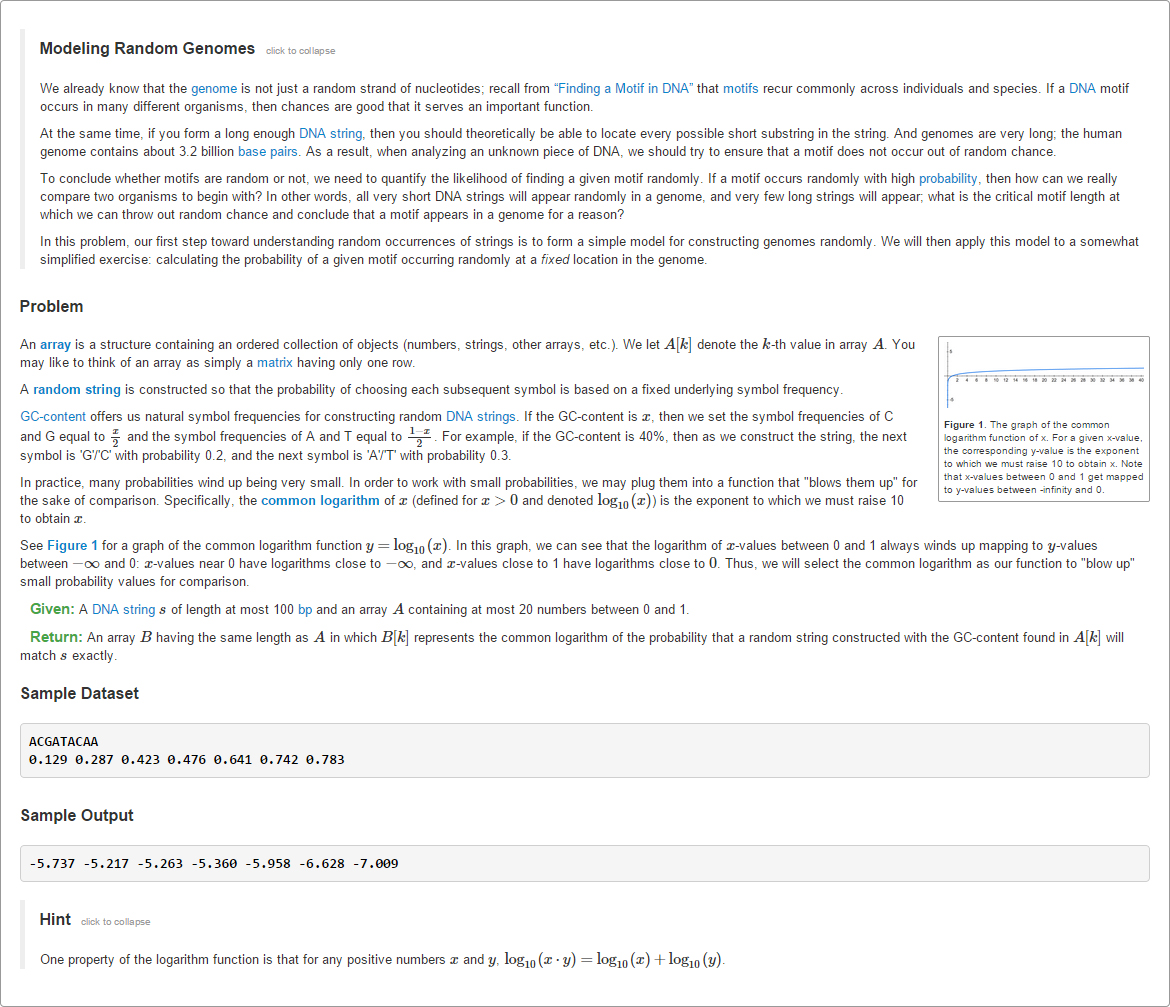 Modeling Random Genomes click to collapse
We already know that the genome is not just a random strand of nucleotides; recall from “Finding a Motif in DNA” that motifs recur commonly across individuals and species. If a DNA motif
occurs in many different organisms, then chances are good that it serves an important function.
At the same time, if you form a long enough DNA string, then you should theoretically be able to locate every possible short substring in the string. And genomes are very long; the human
genome contains about 3.2 billion base pairs. As a result, when analyzing an unknown piece of DNA, we should try to ensure that a motif does not occur out of random chance.
To conclude whether motifs are random or not, we need to quantify the likelihood of finding a given motif randomly. If a motif occurs randomly with high probability, then how can we really
compare two organisms to begin with? In other words, all very short DNA strings will appear randomly in a genome, and very few long strings will appear; what is the critical motif length at
which we can throw out random chance and conclude that a motif appears in a genome for a reason?
In this problem, our first step toward understanding random occurrences of strings is to form a simple model for constructing genomes randomly. We will then apply this model to a somewhat
simplified exercise: calculating the probability of a given motif occurring randomly at a fixed location in the genome.
Problem
An array is a structure containing an ordered collection of objects (numbers, strings, other arrays, etc.). We let A[k] denote the k-th value in array A. You
may like to think of an array as simply a matrix having only one row.
A random string is constructed so that the probability of choosing each subsequent symbol is based on a fixed underlying symbol frequency.
GC-content offers us natural symbol frequencies for constructing random DNA strings. If the GC-content is x, then we set the symbol frequencies of C
and G equal to x/2 and the symbol frequencies of A and T equal to (1−x)/2. For example, if the GC-content is 40%, then as we construct the string, the next
symbol is 'G'/'C' with probability 0.2, and the next symbol is 'A'/'T' with probability 0.3.
In practice, many probabilities wind up being very small. In order to work with small probabilities, we may plug them into a function that "blows them up" for
the sake of comparison. Specifically, the common logarithm of x (defined for x > 0 and denoted log₁₀(x)) is the exponent to which we must raise 10
to obtain x.
5
2 4 6 8 10 12 14 16 18 20 22 24 26 28 30 32 34 36 38 40
Figure 1. The graph of the common
logarithm function of x. For a given x-value,
the corresponding y-value is the exponent
to which we must raise 10 to obtain x. Note
that x-values between 0 and 1 get mapped
to y-values between -infinity and 0.
See Figure 1 for a graph of the common logarithm function y = log₁₀(x). In this graph, we can see that the logarithm of x-values between 0 and 1 always winds up mapping to y-values
between −∞ and 0: x-values near 0 have logarithms close to −∞, and x-values close to 1 have logarithms close to 0. Thus, we will select the common logarithm as our function to "blow up"
small probability values for comparison.
Given: A DNA string s of length at most 100 bp and an array A containing at most 20 numbers between 0 and 1.
Return: An array B having the same length as A in which B[k] represents the common logarithm of the probability that a random string constructed with the GC-content found in A[k] will
match s exactly.
Sample Dataset
ACGATACAA
0.129 0.287 0.423 0.476 0.641 0.742 0.783
Sample Output
-5.737 -5.217 -5.263 -5.360 -5.958 -6.628 -7.009
Hint click to collapse
One property of the logarithm function is that for any positive numbers x and y, log₁₀(x · y) = log₁₀(x) + log₁₀(y).